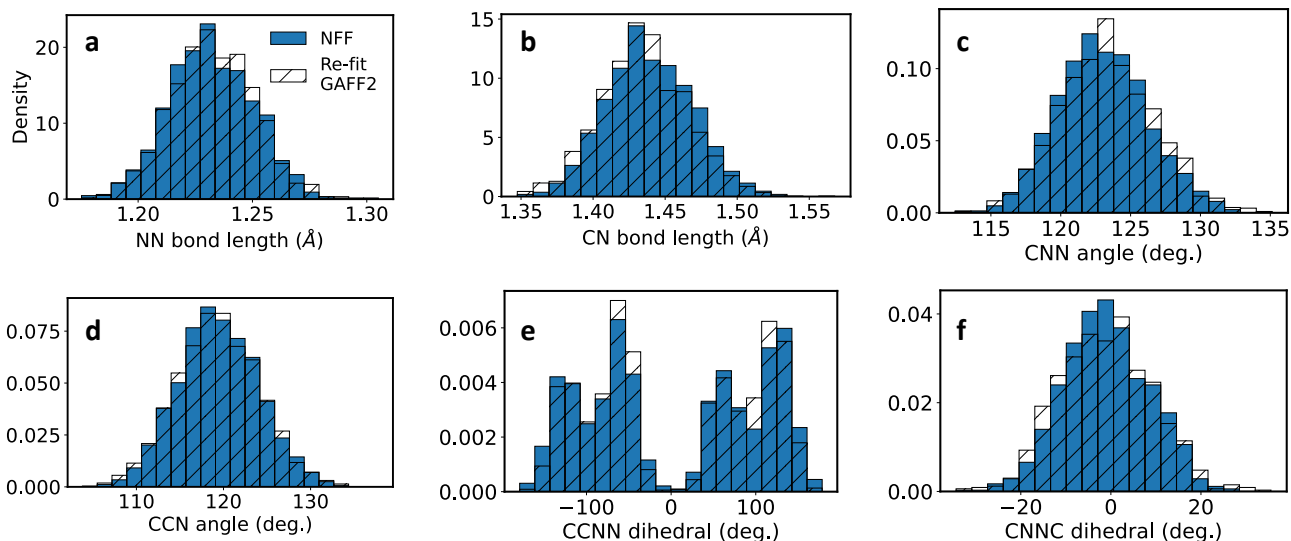 a
NFF
Re-fit
GAFF2
Density
20
10
0
1.20
1.25
1.30
NN bond length (Å)
b
15
10
5
0
1.35
1.40
1.45
1.50
1.55
CN bond length (Å)
c
0.10
0.05
0.00
115
120
125
130
135
CNN angle (deg.)
d
0.075
0.050
0.025
0.000
110
120
130
CCN angle (deg.)
e
0.006
0.004
0.002
0.000
−100
0
100
CCNN dihedral (deg.)
f
0.04
0.02
0.00
−20
0
20
CNNC dihedral (deg.)